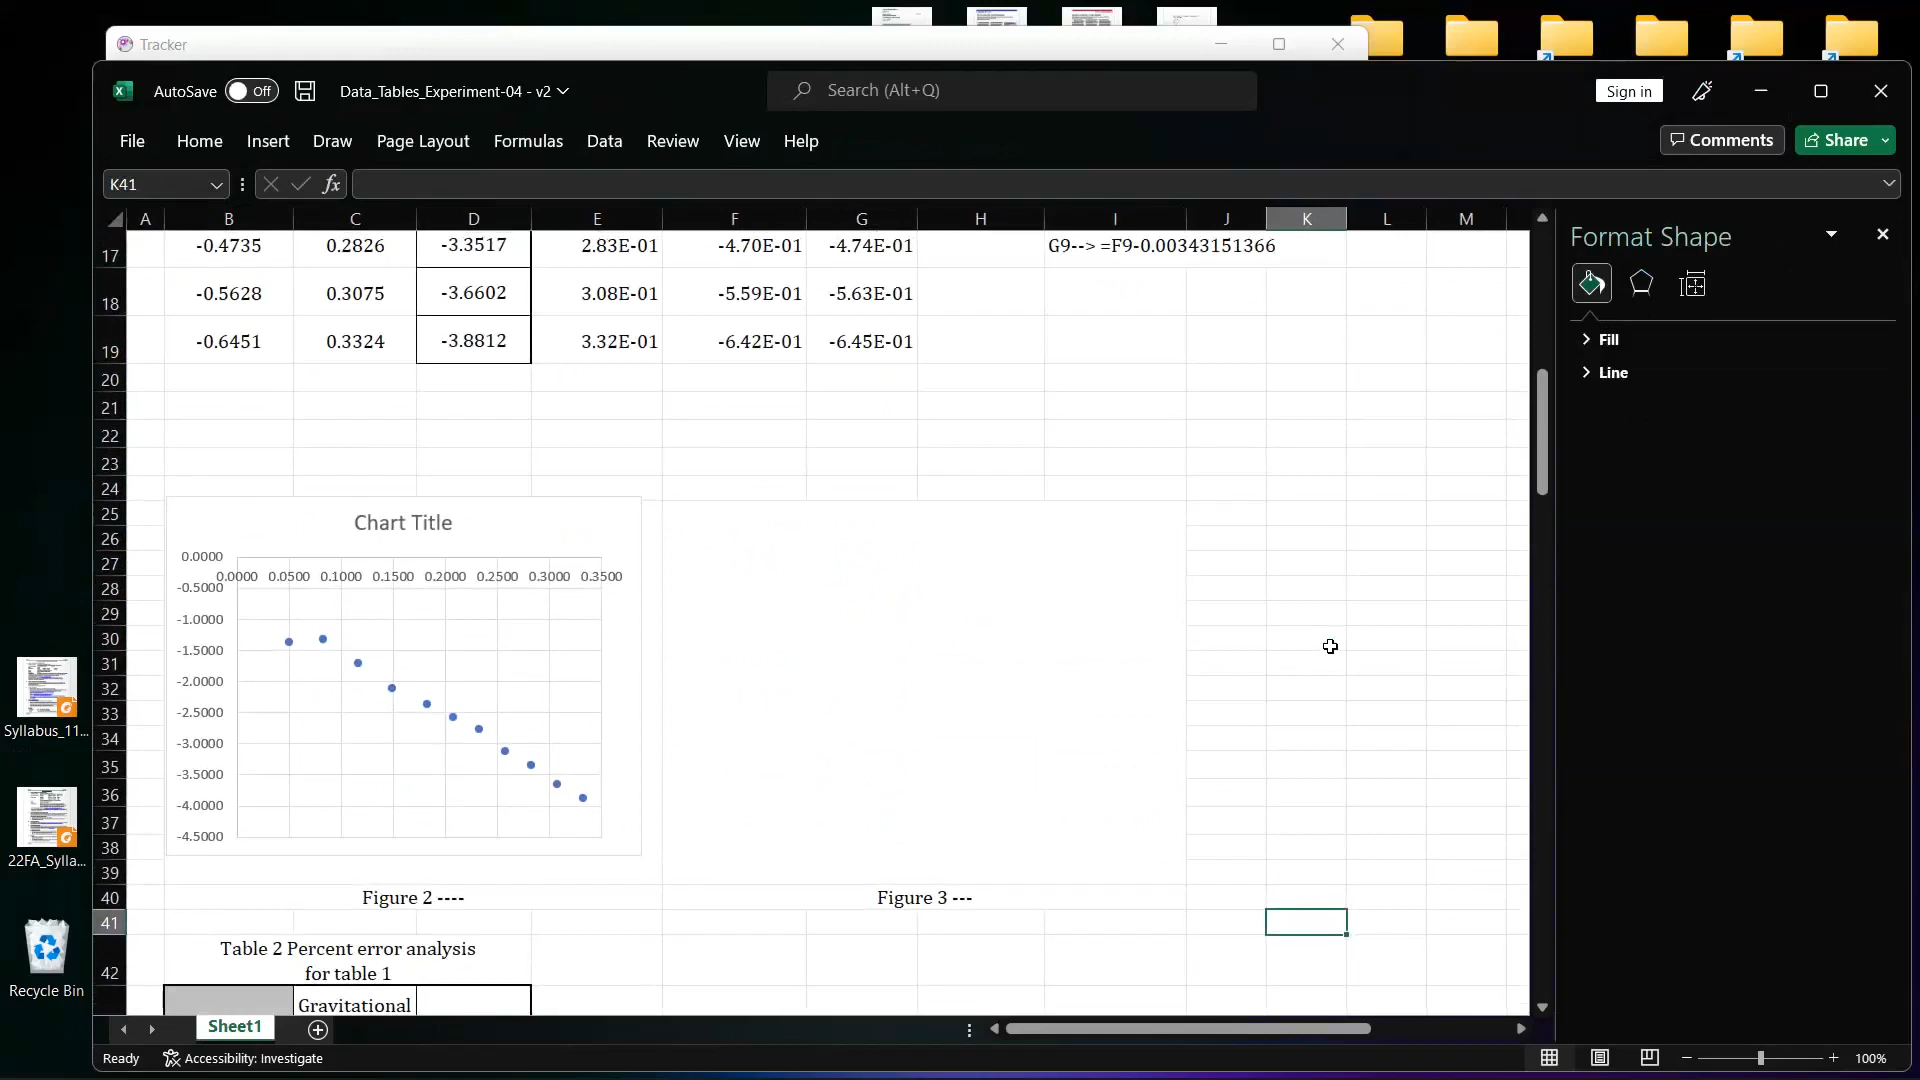 Tracker
AutoSave Off Data_Tables_Experiment-04 - v2 Search (Alt+Q) Sign in
File Home Insert Draw Page Layout Formulas Data Review View Help Comments Share
K41 fx
A B C D E F G H I J K L M
17 -0.4735 0.2826 -3.3517 2.83E-01 -4.70E-01 -4.74E-01 G9--> =F9-0.00343151366
18 -0.5628 0.3075 -3.6602 3.08E-01 -5.59E-01 -5.63E-01
19 -0.6451 0.3324 -3.8812 3.32E-01 -6.42E-01 -6.45E-01
20
21
22
23
24
25
26
27
28
29
30
31
32
33
34
35
36
37
38
39
40
41
42
Chart Title
0.0000
0.0000 0.0500 0.1000 0.1500 0.2000 0.2500 0.3000 0.3500
-0.5000
-1.0000
-1.5000
-2.0000
-2.5000
-3.0000
-3.5000
-4.0000
-4.5000
Figure 2 ---- Figure 3 ---
Table 2 Percent error analysis
for table 1
Gravitational
Format Shape
Fill
Line
Sheet1
Ready Accessibility: Investigate 100%
Syllabus_11...
22FA_Sylla...
Recycle Bin